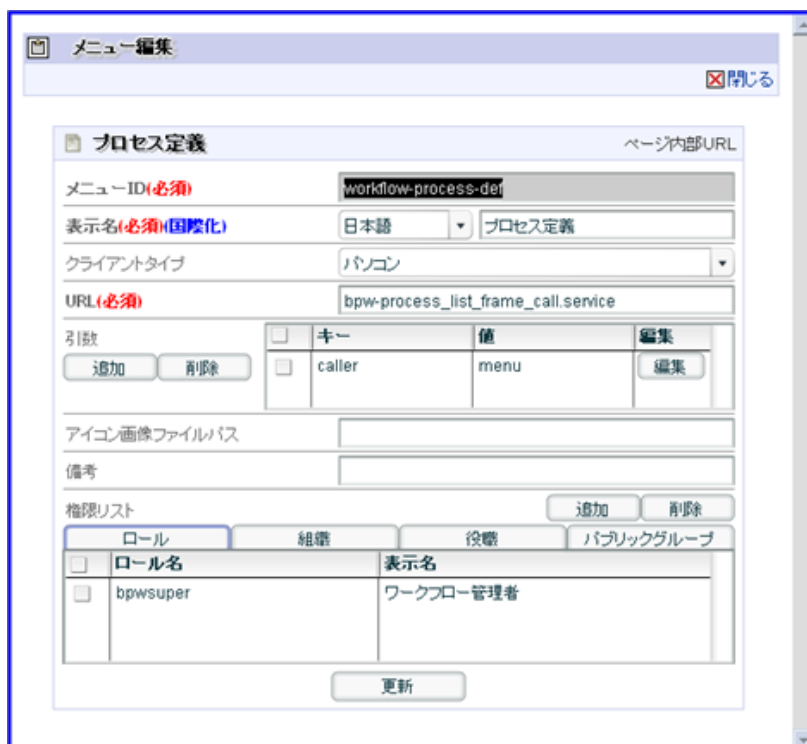 メニュー編集
閉じる
プロセス定義 ページ内部URL
メニューID(必須) workflow-process-def
表示名(必須)(国際化) 日本語 プロセス定義
クライアントタイプ パソコン
URL(必須) bpw-process_list_frame_call.service
引数 キー 値 編集
追加 削除 caller menu 編集
アイコン画像ファイルパス
備考
権限リスト 追加 削除
ロール 組織 役職 パブリックグループ
ロール名 表示名
bpwsuper ワークフロー管理者
更新